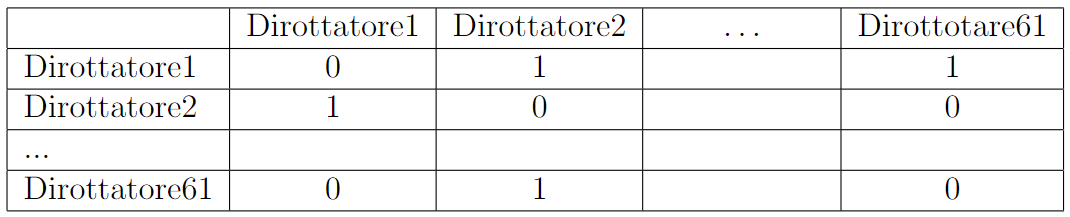 Dirottatore1 Dirottatore2 ... Dirottotare61
Dirottatore1 0 1 1
Dirottatore2 1 0 0
...
Dirottatore61 0 1 0